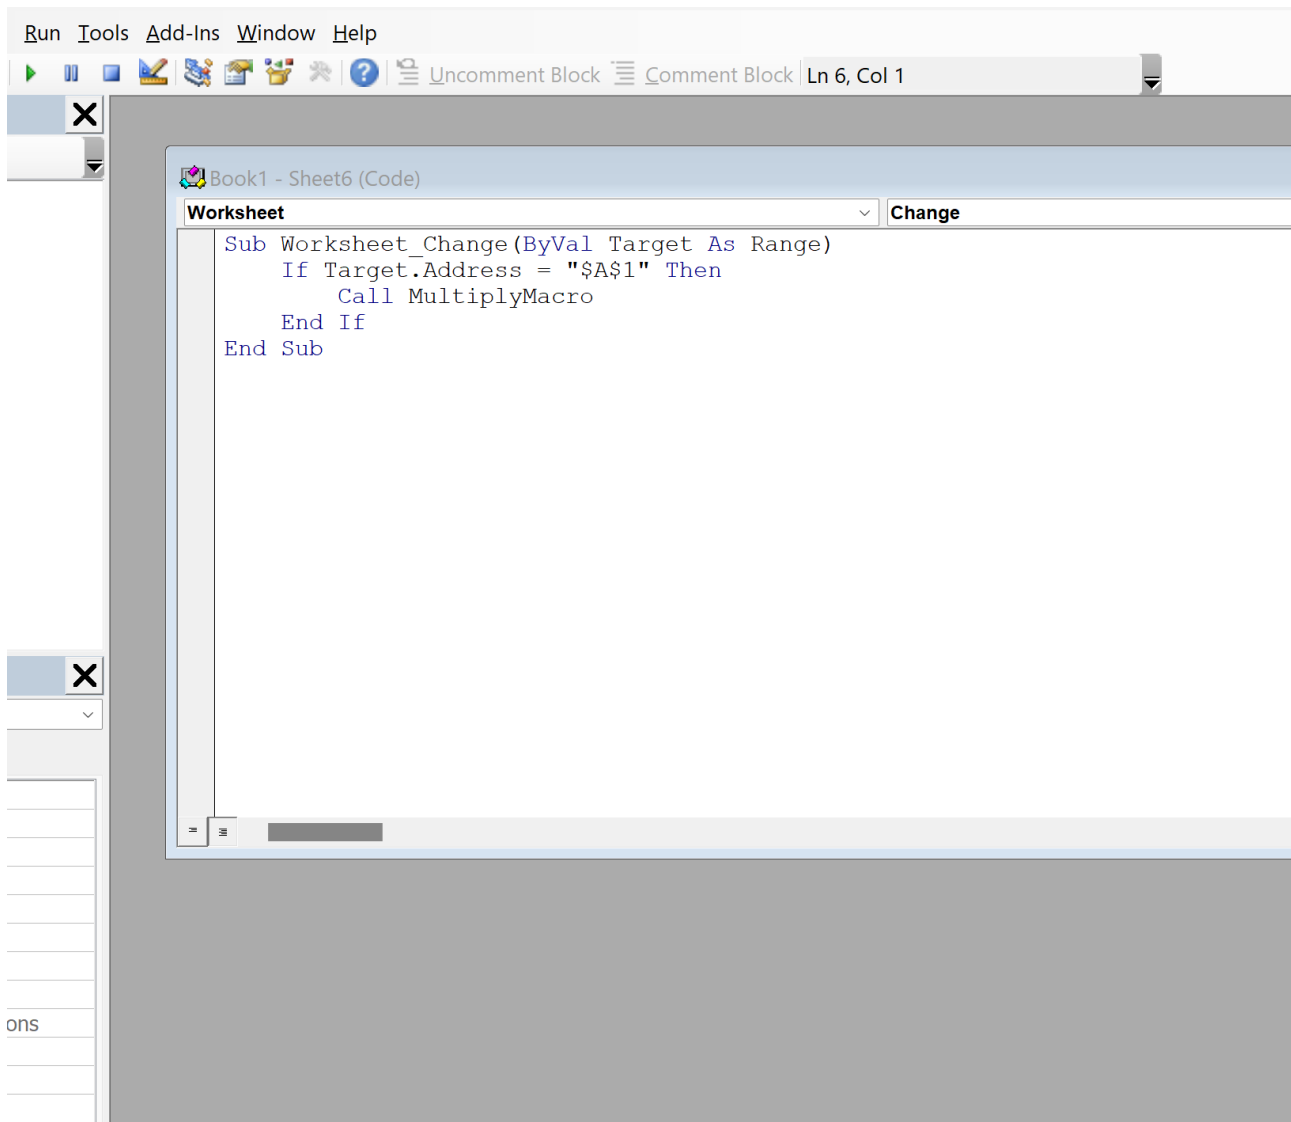 Run Tools Add-Ins Window Help
Uncomment Block Comment Block Ln 6, Col 1
Book1 - Sheet6 (Code)
Worksheet Change
Sub Worksheet_Change(ByVal Target As Range)
If Target.Address = "$A$1" Then
Call MultiplyMacro
End If
End Sub
ons